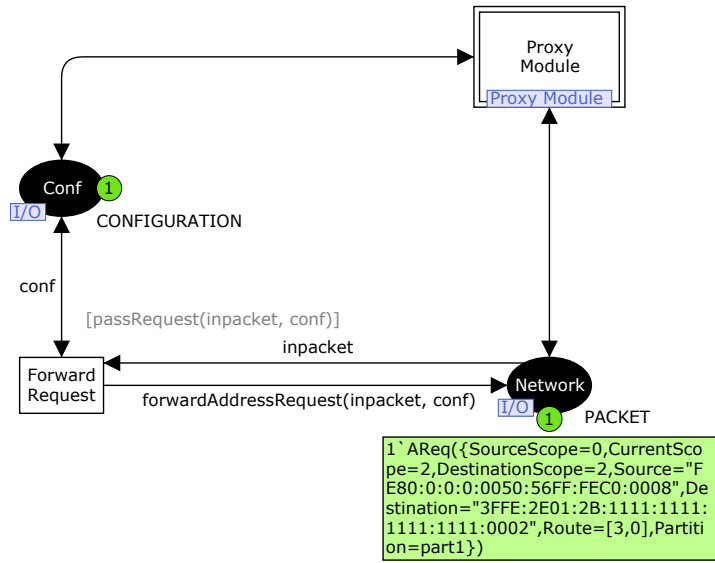 Proxy
Module
Proxy Module
Conf
1
I/O
CONFIGURATION
conf
[passRequest(inpacket, conf)]
inpacket
Forward
Request
forwardAddressRequest(inpacket, conf)
Network
I/O
1
PACKET
1`AReq({SourceScope=0,CurrentSco
pe=2,DestinationScope=2,Source="F
E80:0:0:0:0050:56FF:FEC0:0008",De
stination="3FFE:2E01:2B:1111:1111:
1111:1111:0002",Route=[3,0],Partiti
on=part1})